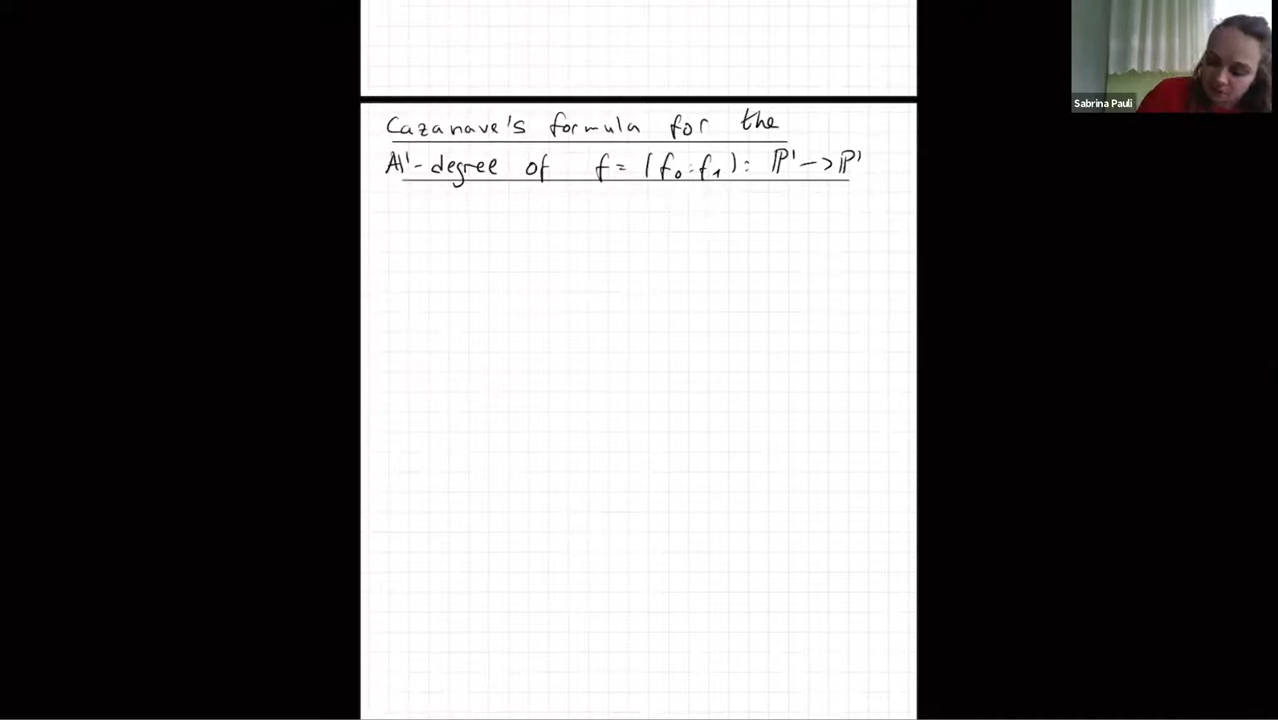 Cazanave's formula for the
A¹-degree of f = (f₀:f₁): ℙ¹ -> ℙ¹
Sabrina Pauli